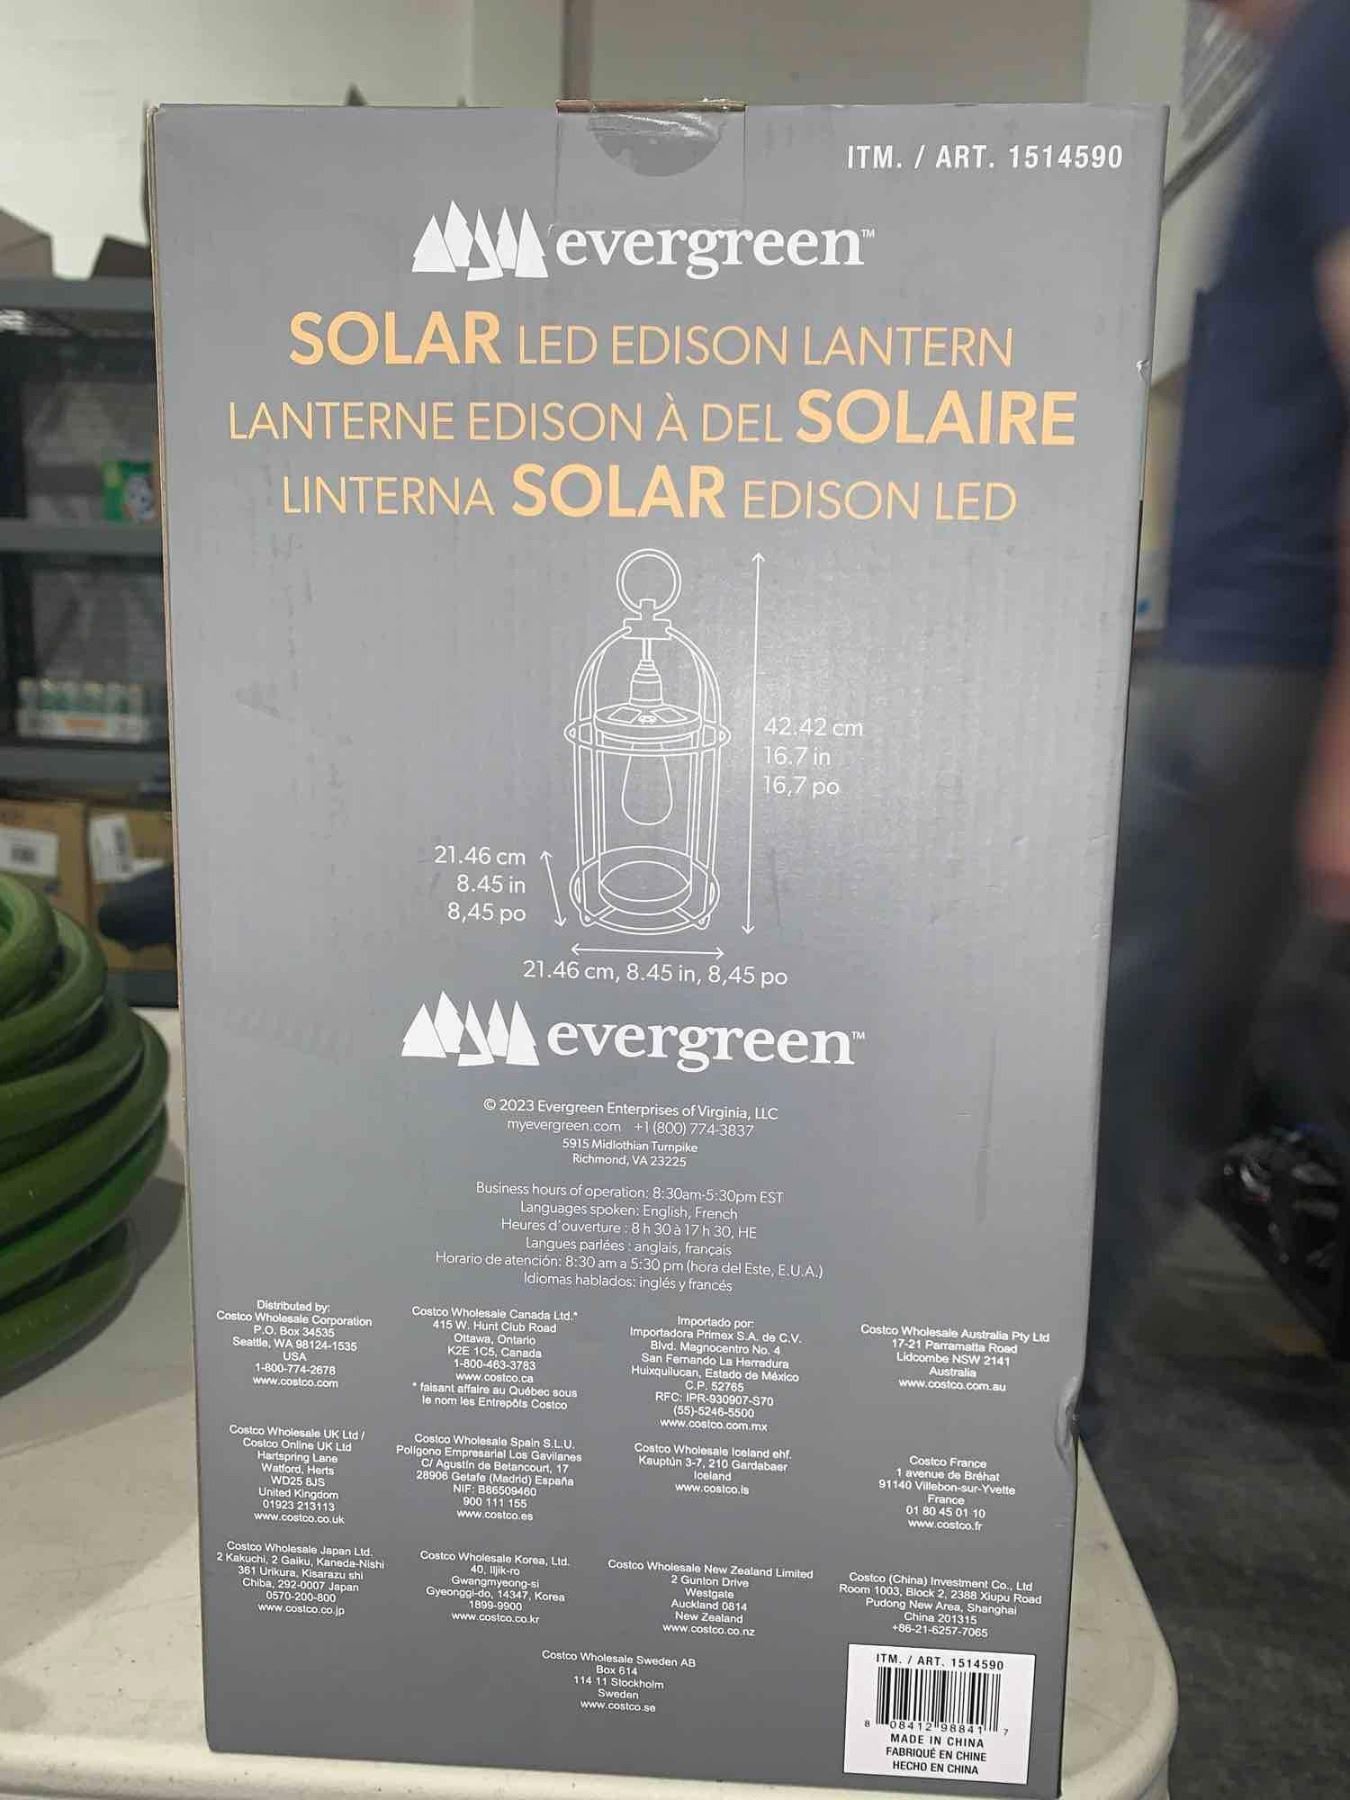 ITM. / ART. 1514590
evergreen™
SOLAR LED EDISON LANTERN
LANTERNE EDISON À DEL SOLAIRE
LINTERNA SOLAR EDISON LED
42.42 cm
16.7 in
16,7 po
21.46 cm
8.45 in
8,45 po
21.46 cm, 8.45 in, 8,45 po
evergreen™
© 2023 Evergreen Enterprises of Virginia, LLC
myevergreen.com +1 (800) 774-3837
5915 Midlothian Turnpike
Richmond, VA 23225
Business hours of operation: 8:30am-5:30pm EST
Languages spoken: English, French
Heures d'ouverture : 8 h 30 à 17 h 30, HE
Langues parlées : anglais, français
Horario de atención: 8:30 am a 5:30 pm (hora del Este, E.U.A.)
Idiomas hablados: inglés y francés
Distributed by:
Costco Wholesale Corporation
P.O. Box 34535
Seattle, WA 98124-1535
USA
1-800-774-2678
www.costco.com
Costco Wholesale Canada Ltd.*
415 W. Hunt Club Road
Ottawa, Ontario
K2E 1C5, Canada
1-800-463-3783
www.costco.ca
* faisant affaire au Québec sous
le nom les Entrepôts Costco
Importado por:
Importadora Primex S.A. de C.V.
Blvd. Magnocentro No. 4
San Fernando La Herradura
Huixquilucan, Estado de México
C.P. 52765
RFC: IPR-930907-S70
(55)-5246-5500
www.costco.com.mx
Costco Wholesale Australia Pty Ltd
17-21 Parramatta Road
Lidcombe NSW 2141
Australia
www.costco.com.au
Costco Wholesale UK Ltd /
Costco Online UK Ltd
Hartspring Lane
Watford, Herts
WD25 8JS
United Kingdom
01923 213113
www.costco.co.uk
Costco Wholesale Spain S.L.U.
Polígono Empresarial Los Gavilanes
C/ Agustín de Betancourt, 17
28906 Getafe (Madrid) España
NIF: B86509460
900 111 155
www.costco.es
Costco Wholesale Iceland ehf.
Kauptún 3-7, 210 Gardabaer
Iceland
www.costco.is
Costco France
1 avenue de Bréhat
91140 Villebon-sur-Yvette
France
01 80 45 01 10
www.costco.fr
Costco Wholesale Japan Ltd.
2 Kakuchi, 2 Gaiku, Kaneda-Nishi
361 Urikura, Kisarazu shi
Chiba, 292-0007 Japan
0570-200-800
www.costco.co.jp
Costco Wholesale Korea, Ltd.
40, Iljik-ro
Gwangmyeong-si
Gyeonggi-do, 14347, Korea
1899-9900
www.costco.co.kr
Costco Wholesale New Zealand Limited
2 Gunton Drive
Westgate
Auckland 0814
New Zealand
www.costco.co.nz
Costco (China) Investment Co., Ltd
Room 1003, Block 2, 2388 Xiupu Road
Pudong New Area, Shanghai
China 201315
+86-21-6257-7065
Costco Wholesale Sweden AB
Box 614
114 11 Stockholm
Sweden
www.costco.se
ITM. / ART. 1514590
8 08412 98841 7
MADE IN CHINA
FABRIQUÉ EN CHINE
HECHO EN CHINA